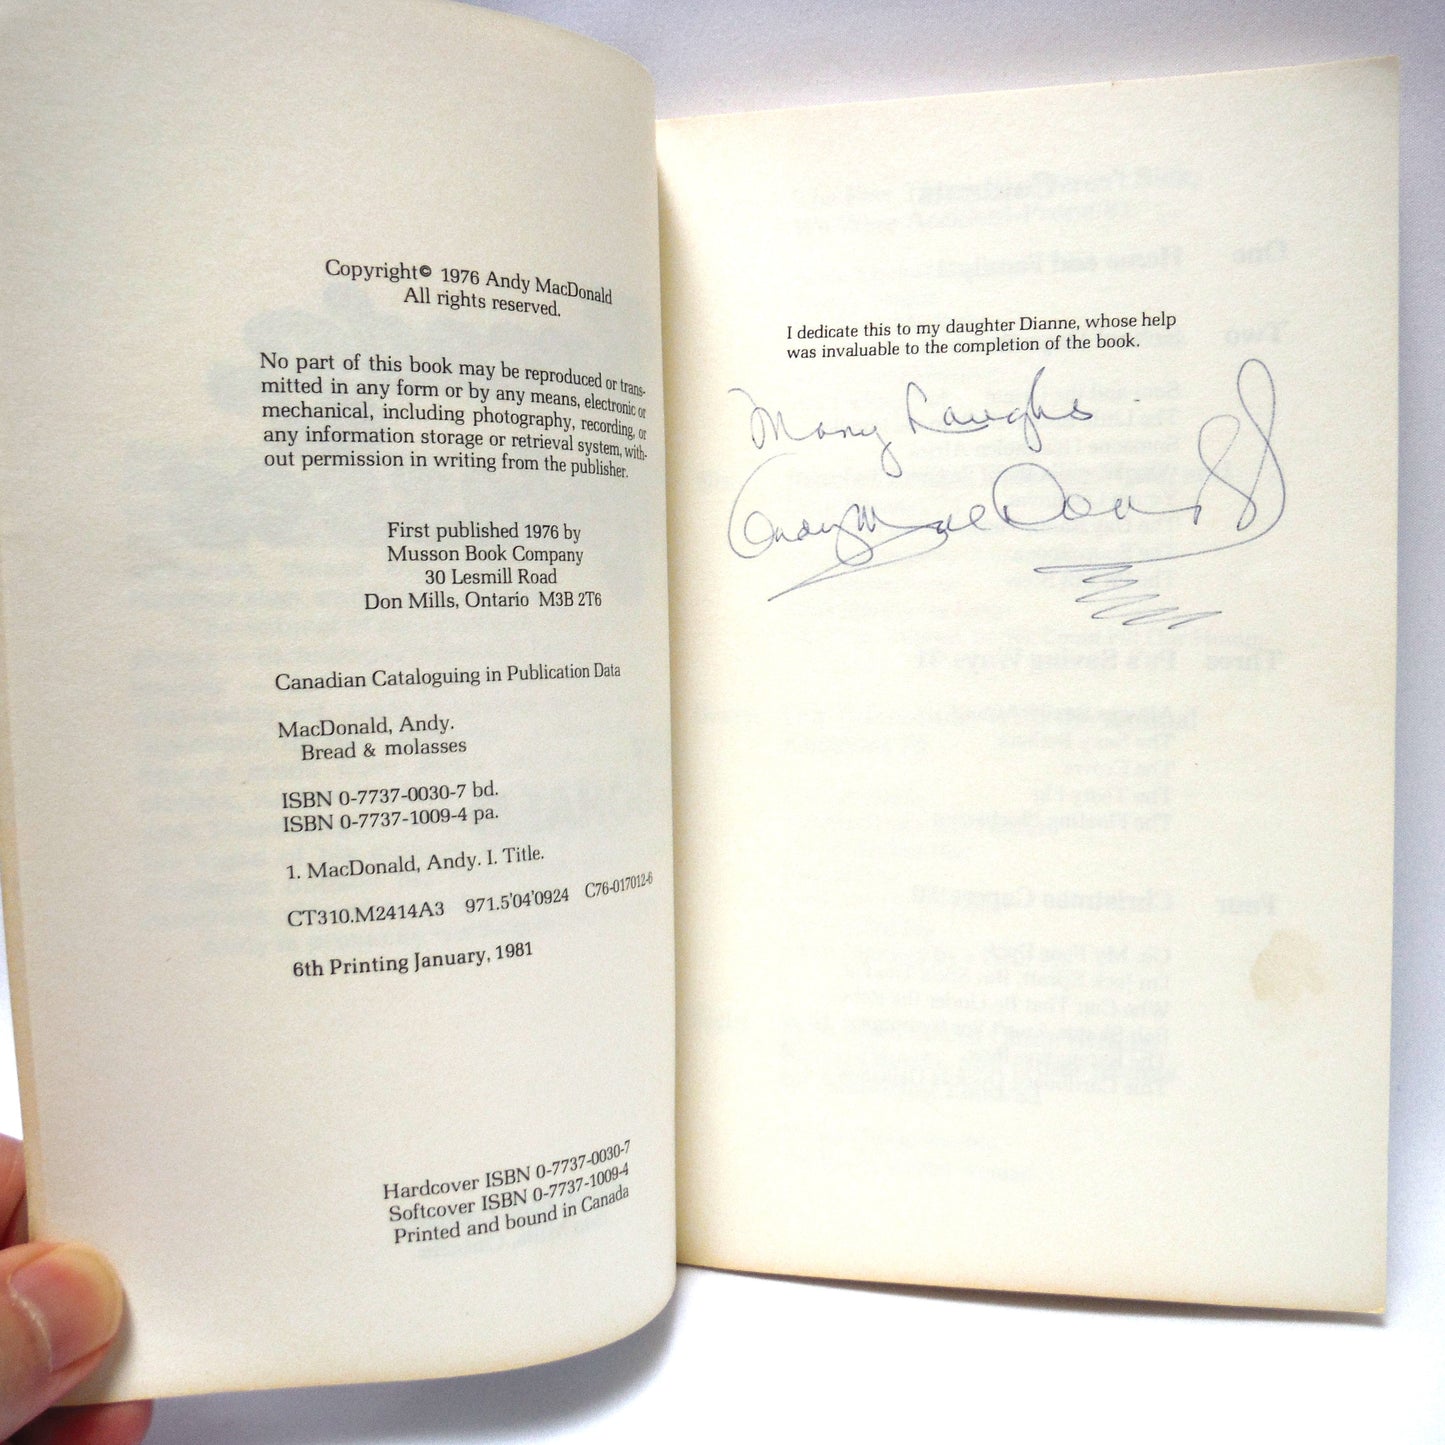 Copyright© 1976 Andy MacDonald
All rights reserved.
No part of this book may be reproduced or trans-
mitted in any form or by any means, electronic or
mechanical, including photography, recording, or
any information storage or retrieval system, with-
out permission in writing from the publisher.
First published 1976 by
Musson Book Company
30 Lesmill Road
Don Mills, Ontario M3B 2T6
Canadian Cataloguing in Publication Data
MacDonald, Andy.
Bread & molasses
ISBN 0-7737-0030-7 bd.
ISBN 0-7737-1009-4 pa.
1. MacDonald, Andy. I. Title.
CT310.M2414A3 971.5'04'0924 C76-017012-6
6th Printing January, 1981
Hardcover ISBN 0-7737-0030-7
Softcover ISBN 0-7737-1009-4
Printed and bound in Canada
I dedicate this to my daughter Dianne, whose help
was invaluable to the completion of the book.
Many Laughs
Andy MacDonald